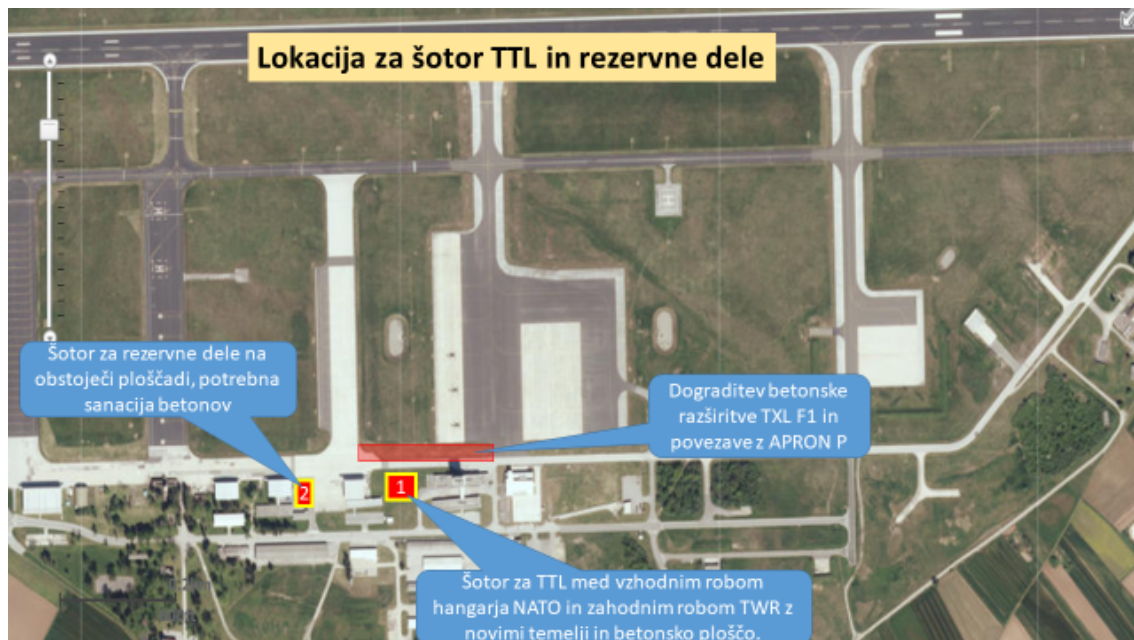 Lokacija za šotor TTL in rezervne dele
Šotor za rezervne dele na
obstoječi ploščadi, potrebna
sanacija betonov
Dograditev betonske
razširitve TXL F1 in
povezave z APRON P
2
1
Šotor za TTL med vzhodnim robom
hangarja NATO in zahodnim robom TWR z
novimi temelji in betonsko ploščo.